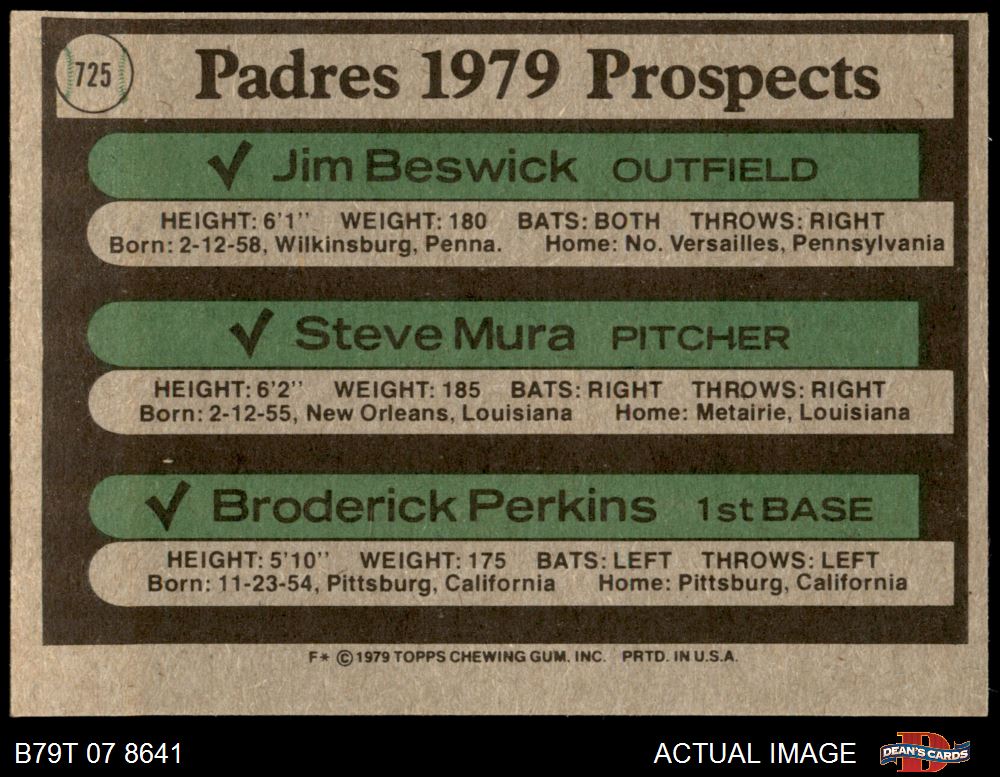 725
Padres 1979 Prospects
✓ Jim Beswick OUTFIELD
HEIGHT: 6'1'' WEIGHT: 180 BATS: BOTH THROWS: RIGHT
Born: 2-12-58, Wilkinsburg, Penna. Home: No. Versailles, Pennsylvania
✓ Steve Mura PITCHER
HEIGHT: 6'2'' WEIGHT: 185 BATS: RIGHT THROWS: RIGHT
Born: 2-12-55, New Orleans, Louisiana Home: Metairie, Louisiana
✓ Broderick Perkins 1st BASE
HEIGHT: 5'10'' WEIGHT: 175 BATS: LEFT THROWS: LEFT
Born: 11-23-54, Pittsburg, California Home: Pittsburg, California
F* © 1979 TOPPS CHEWING GUM, INC. PRTD. IN U.S.A.
B79T 07 8641 ACTUAL IMAGE D DEAN'S CARDS